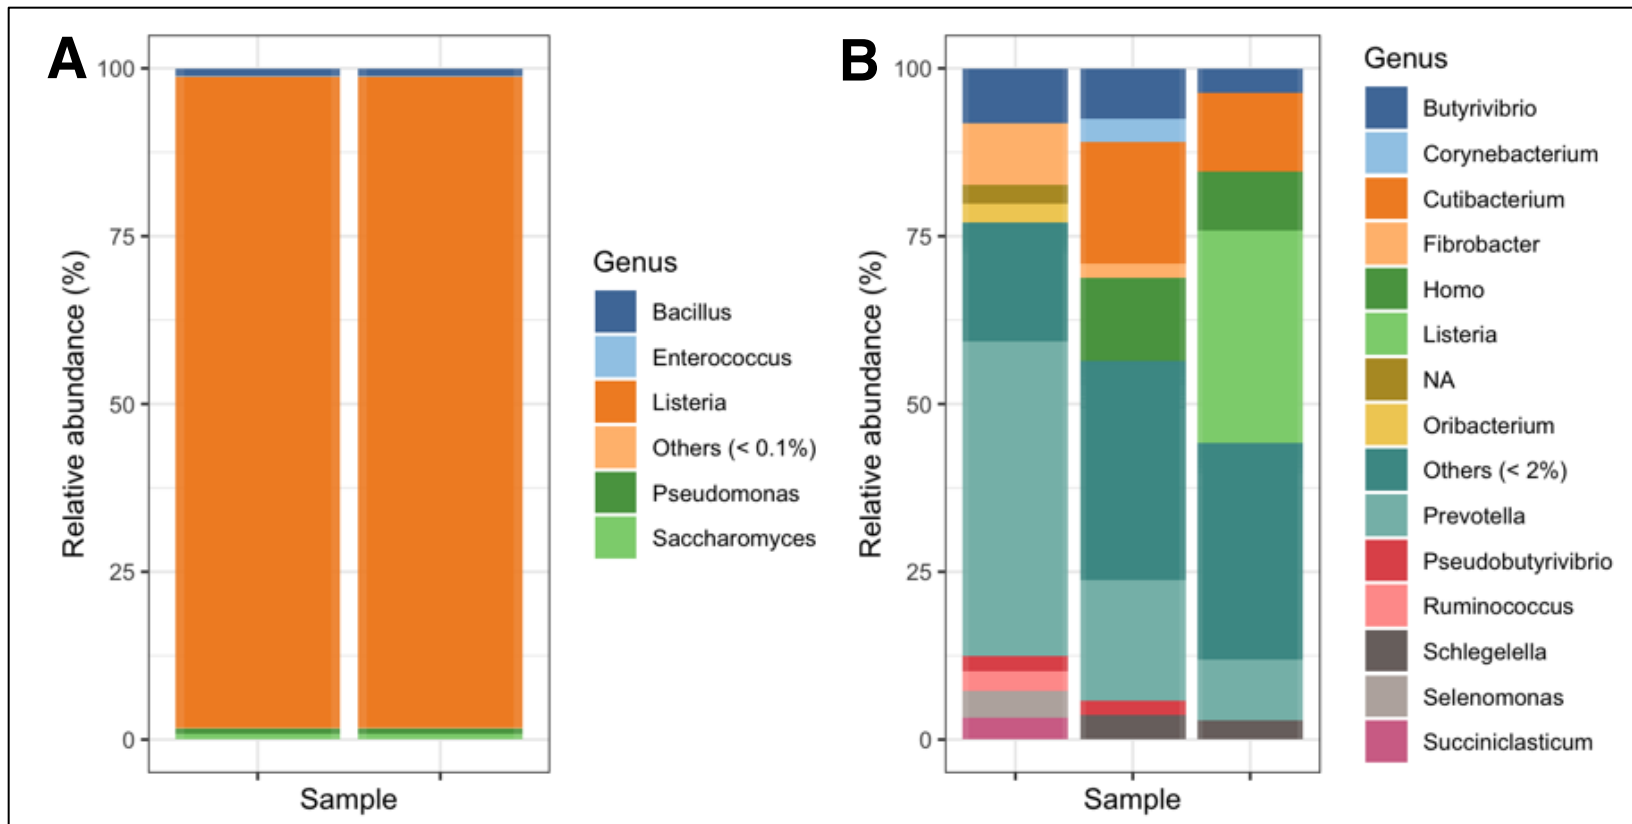 A
100
75
50
25
0
Relative abundance (%)
Sample
Genus
Bacillus
Enterococcus
Listeria
Others (< 0.1%)
Pseudomonas
Saccharomyces
B
100
75
50
25
0
Relative abundance (%)
Sample
Genus
Butyrivibrio
Corynebacterium
Cutibacterium
Fibrobacter
Homo
Listeria
NA
Oribacterium
Others (< 2%)
Prevotella
Pseudobutyrivibrio
Ruminococcus
Schlegelella
Selenomonas
Succiniclasticum